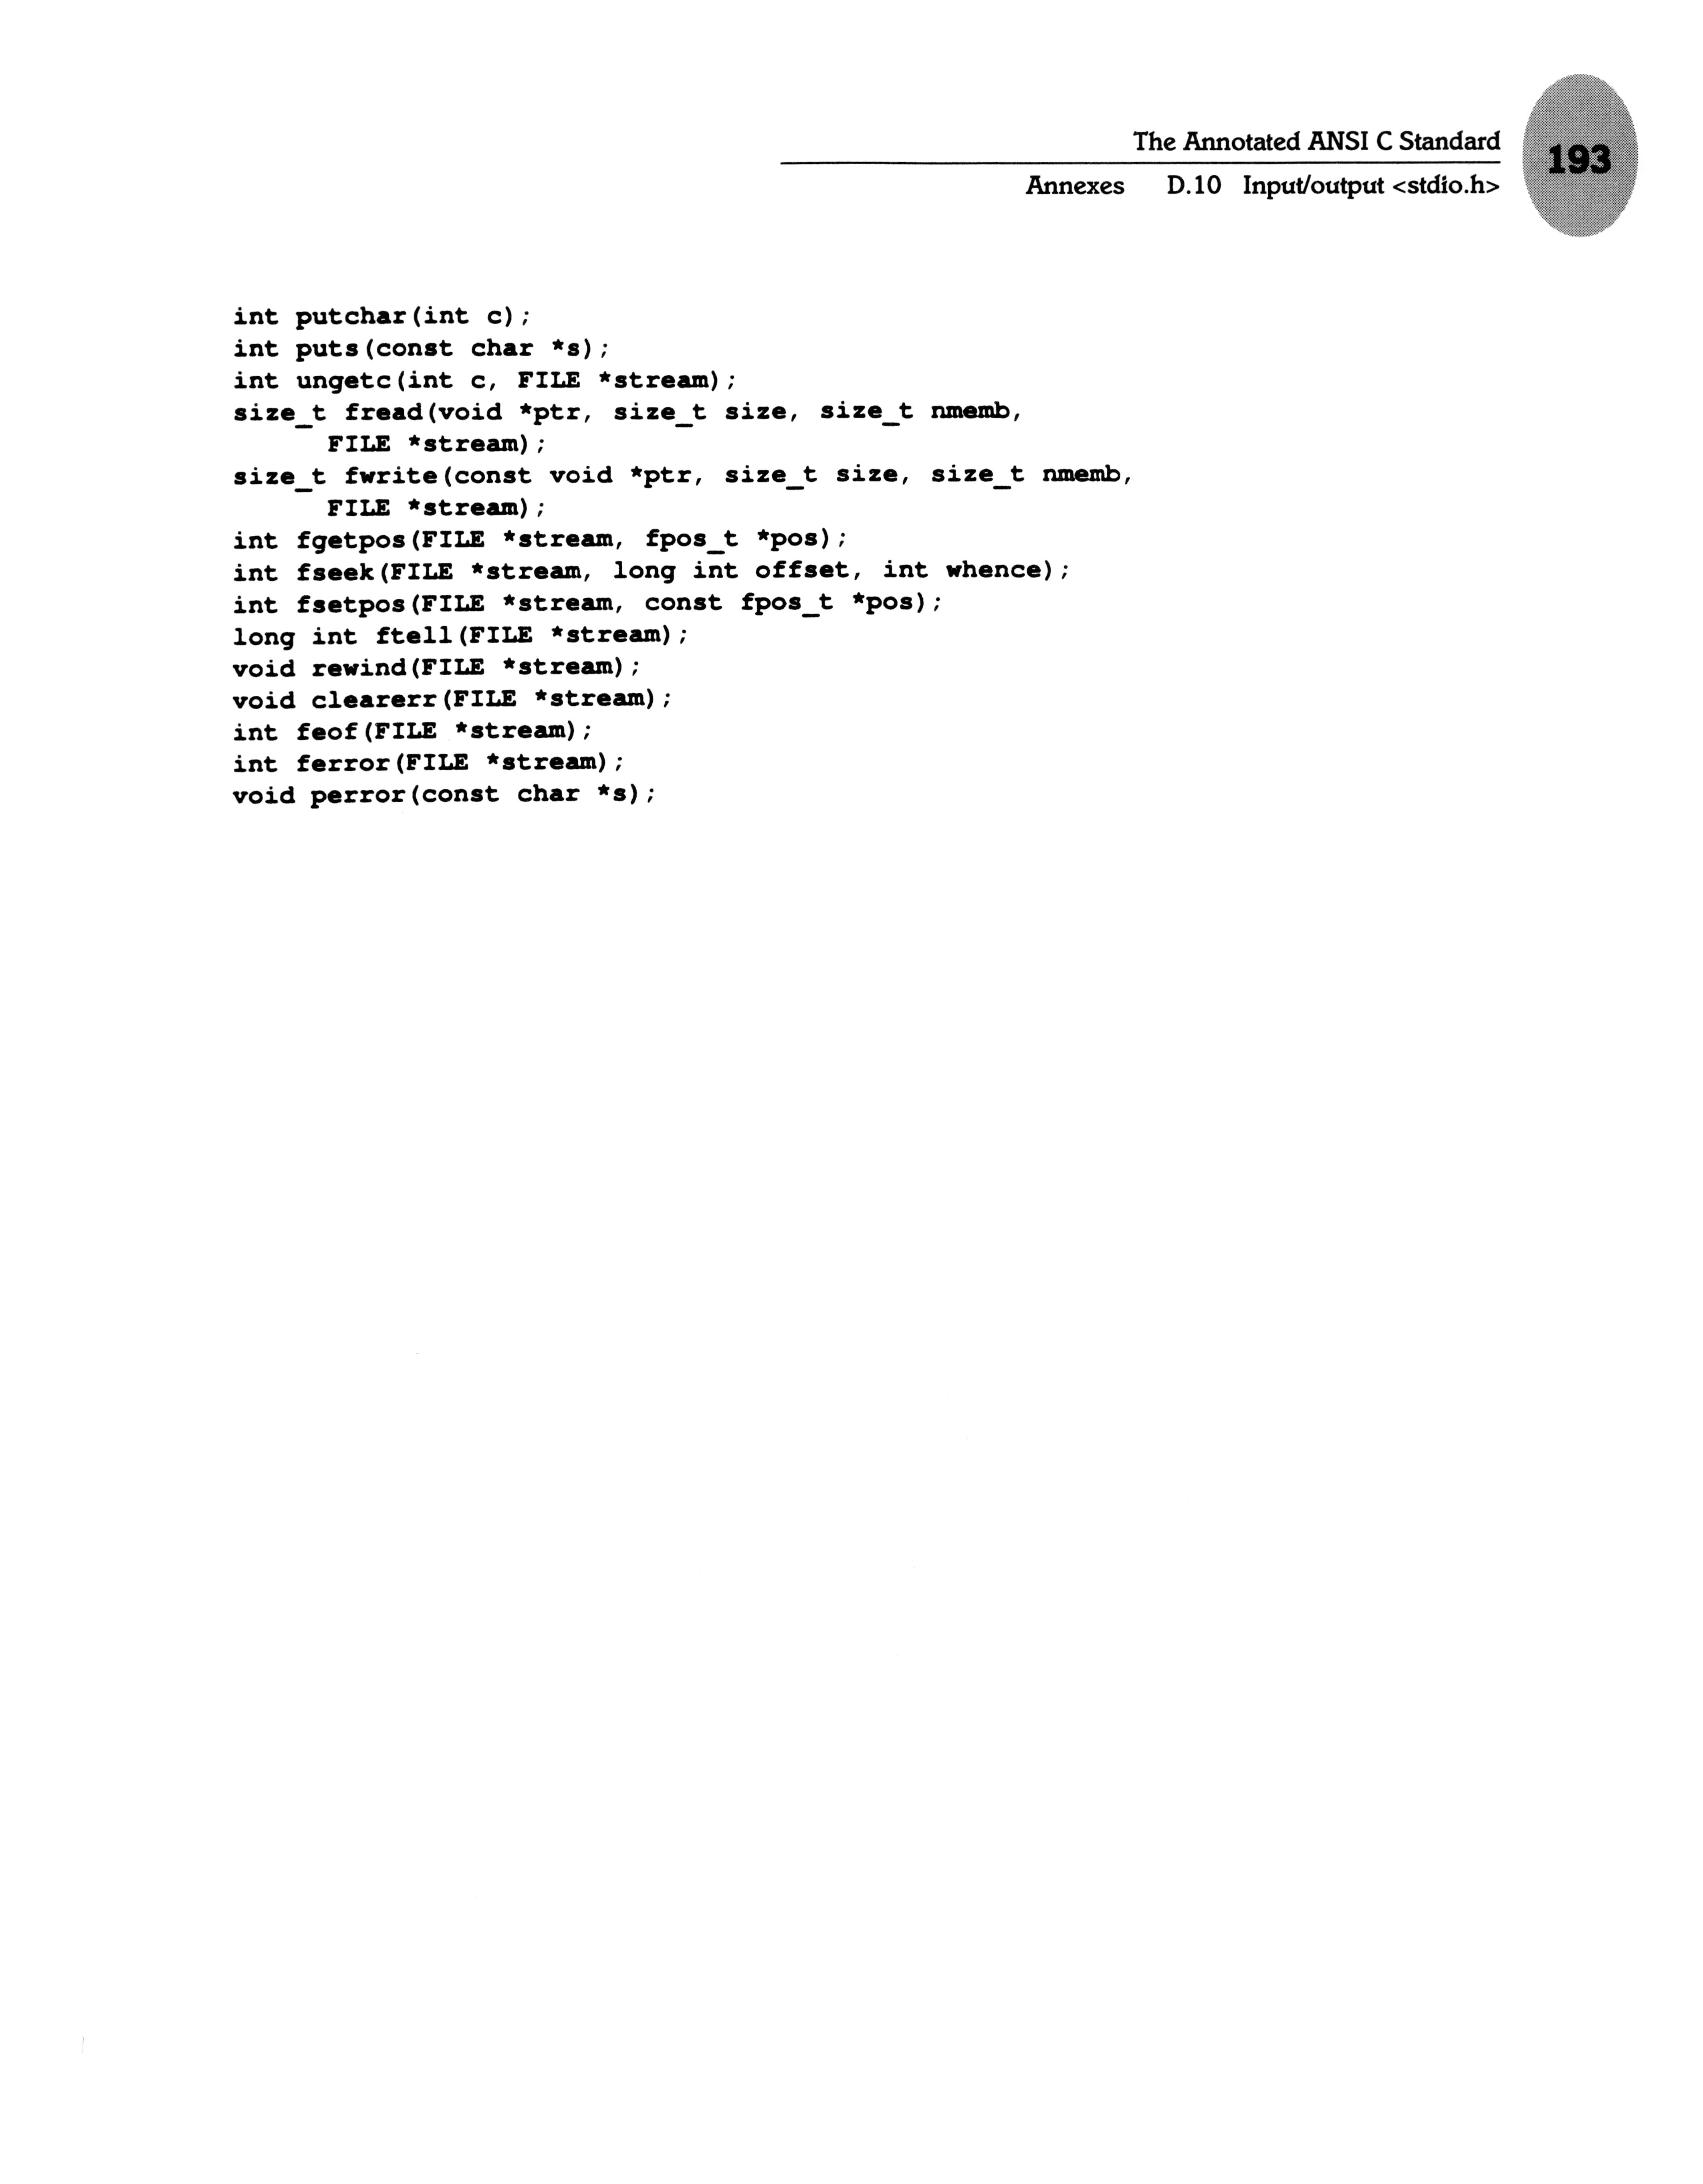 The Annotated ANSI C Standard
193
Annexes D.10 Input/output <stdio.h>
int putchar(int c);
int puts(const char *s);
int ungetc(int c, FILE *stream);
size_t fread(void *ptr, size_t size, size_t nmemb,
      FILE *stream);
size_t fwrite(const void *ptr, size_t size, size_t nmemb,
      FILE *stream);
int fgetpos(FILE *stream, fpos_t *pos);
int fseek(FILE *stream, long int offset, int whence);
int fsetpos(FILE *stream, const fpos_t *pos);
long int ftell(FILE *stream);
void rewind(FILE *stream);
void clearerr(FILE *stream);
int feof(FILE *stream);
int ferror(FILE *stream);
void perror(const char *s);